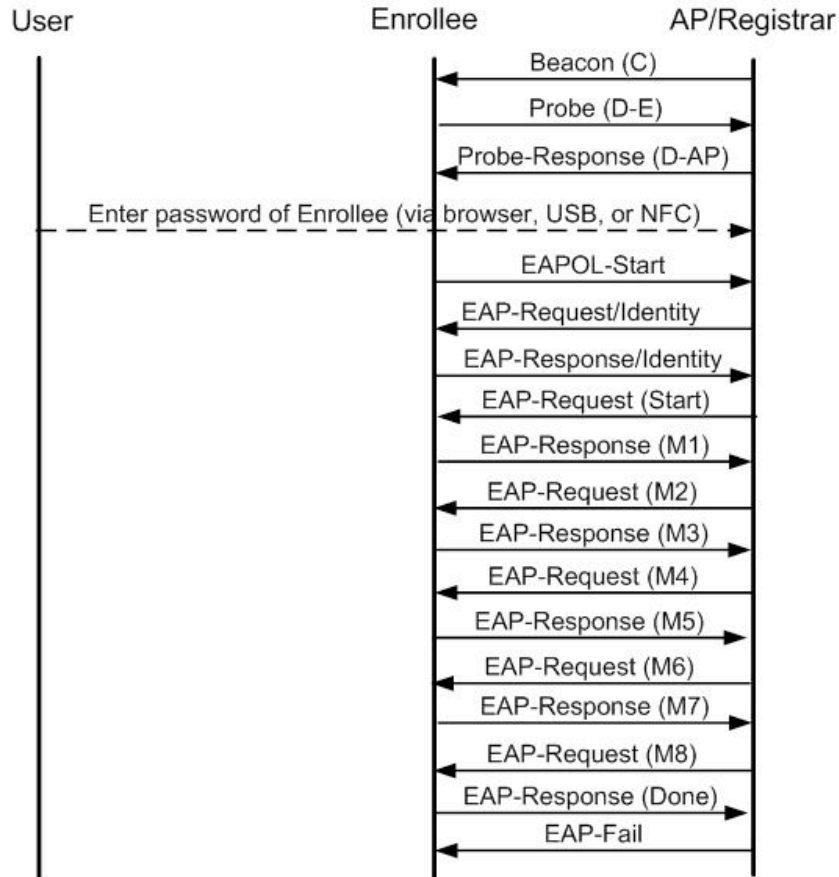 User Enrollee AP/Registrar
Beacon (C)
Probe (D-E)
Probe-Response (D-AP)
Enter password of Enrollee (via browser, USB, or NFC)
EAPOL-Start
EAP-Request/Identity
EAP-Response/Identity
EAP-Request (Start)
EAP-Response (M1)
EAP-Request (M2)
EAP-Response (M3)
EAP-Request (M4)
EAP-Response (M5)
EAP-Request (M6)
EAP-Response (M7)
EAP-Request (M8)
EAP-Response (Done)
EAP-Fail